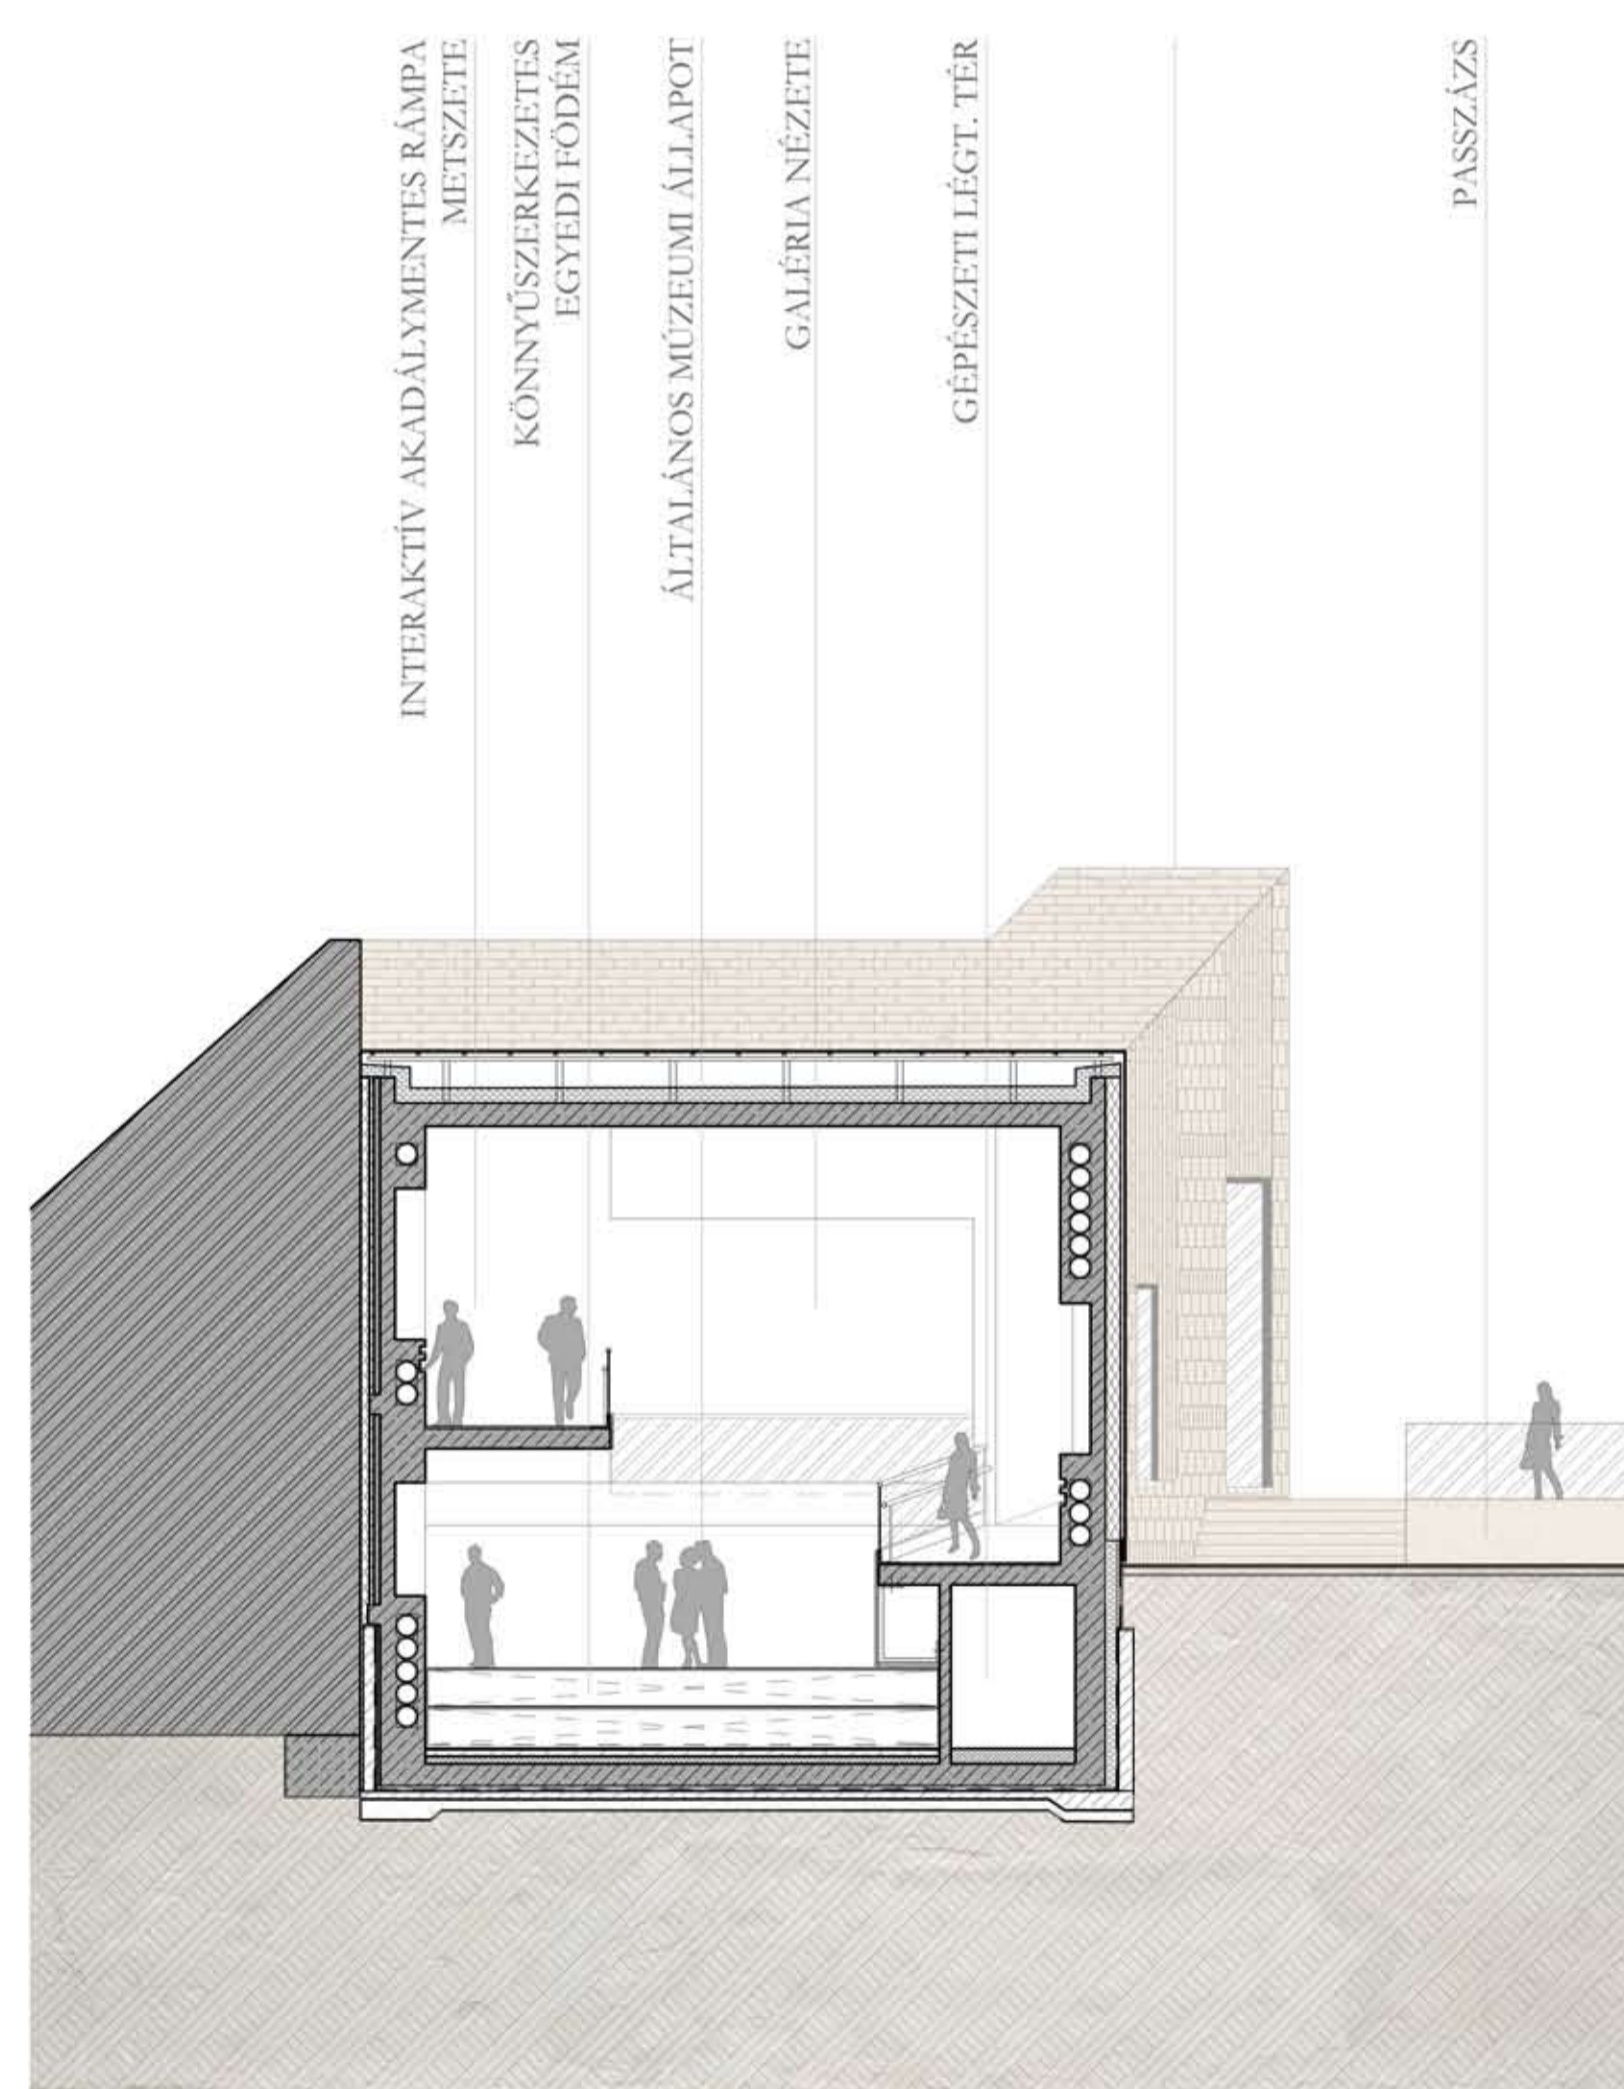 INTERAKTÍV AKADÁLYMENTES RÁMPA
METSZETE
KÖNNYŰSZERKEZETES
EGYEDI FÖDÉM
ÁLTALÁNOS MÚZEUMI ÁLLAPOT
GALÉRIA NÉZETE
GÉPÉSZETI LÉGT. TÉR
PASSZÁZS